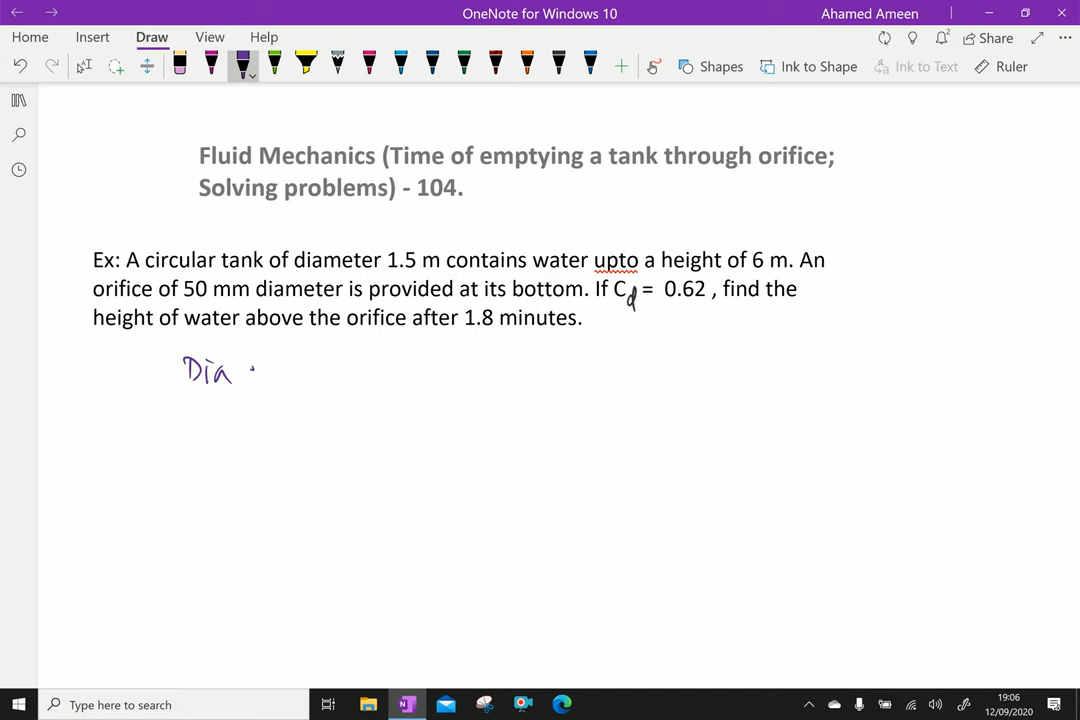 OneNote for Windows 10
Ahamed Ameen
Home Insert Draw View Help
2 Share
Shapes Ink to Shape Ink to Text Ruler
Fluid Mechanics (Time of emptying a tank through orifice;
Solving problems) - 104.
Ex: A circular tank of diameter 1.5 m contains water upto a height of 6 m. An
orifice of 50 mm diameter is provided at its bottom. If Cd = 0.62 , find the
height of water above the orifice after 1.8 minutes.
Dia
Type here to search
19:06
12/09/2020